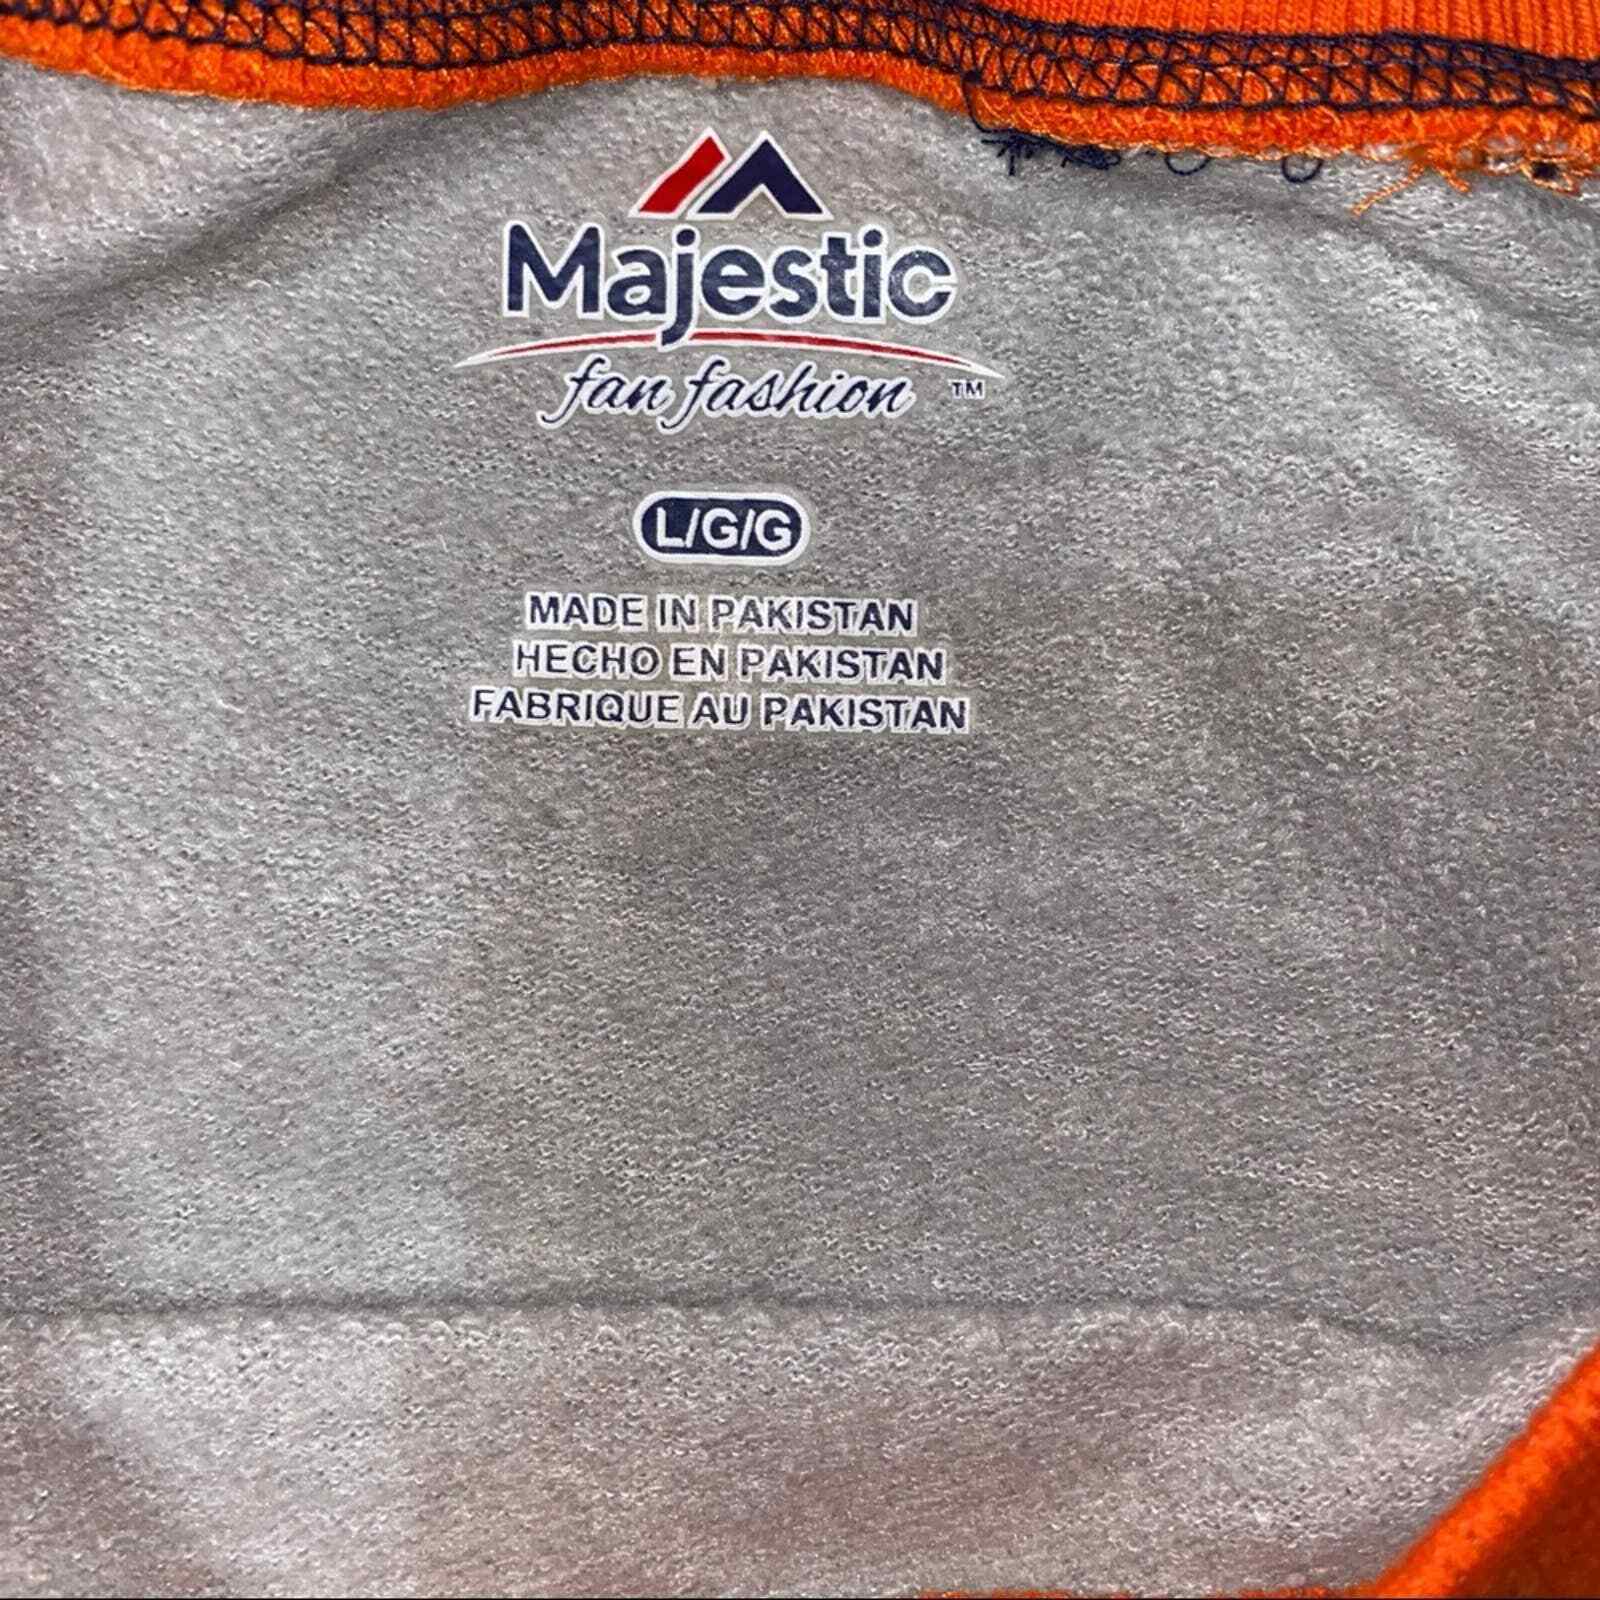 Majestic
fan fashion ™
L/G/G
MADE IN PAKISTAN
HECHO EN PAKISTAN
FABRIQUE AU PAKISTAN